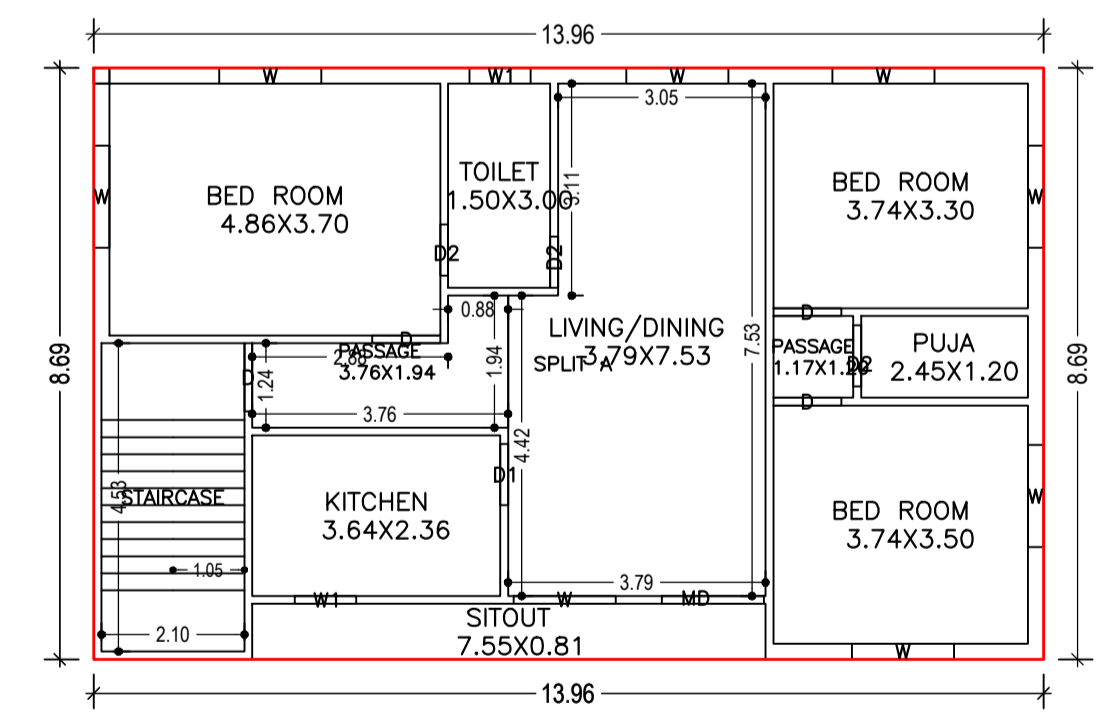 13.96
W
W1
W
W
3.05
TOILET
1.50X3.00
3.11
BED ROOM
4.86X3.70
W
BED ROOM
3.74X3.30
W
D2
D2
0.88
D
LIVING/DINING
3.79X7.53
SPLIT A
7.53
D
PASSAGE
1.17X1.20
D2
PUJA
2.45X1.20
D
8.69
8.69
PASSAGE
2.88
3.76X1.94
1.94
D
1.24
3.76
4.42
D1
KITCHEN
3.64X2.36
STAIRCASE
4.53
1.05
BED ROOM
3.74X3.50
W
2.10
W1
3.79
W
MD
SITOUT
7.55X0.81
W
13.96